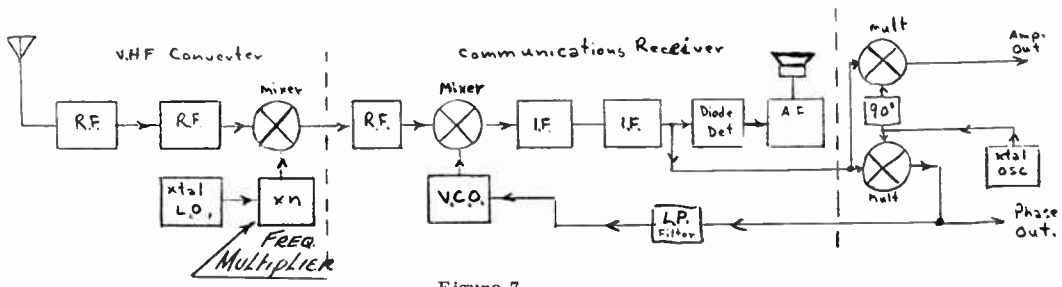 V.HF Converter
Communications Receiver
R.F.
R.F.
mixer
xtal
L.O.
xn
FREQ.
MULTIPLIER
R.F.
Mixer
V.C.O.
I.F.
I.F.
Diode
Det
A.F.
L.P.
Filter
mult
Amp.
Out
90°
xtal
osc
mult
Phase
Out.
Figure 7